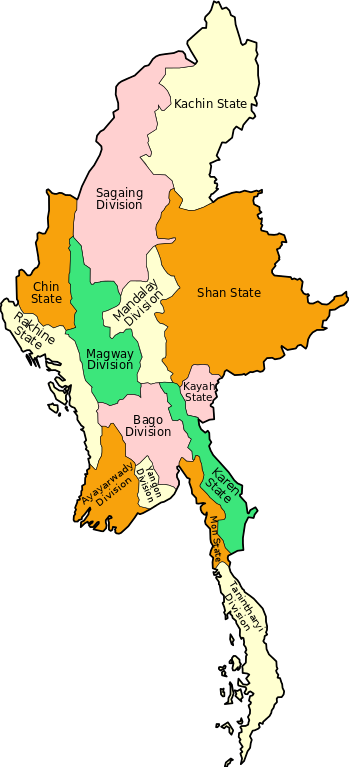 Kachin State
Sagaing
Division
Chin
State
Shan State
Mandalay
Division
Rakhine
State
Magway
Division
Kayah
State
Bago
Division
Ayayarwady
Division
Yangon
Division
Karen
State
Mon State
Tanintharyi
Division